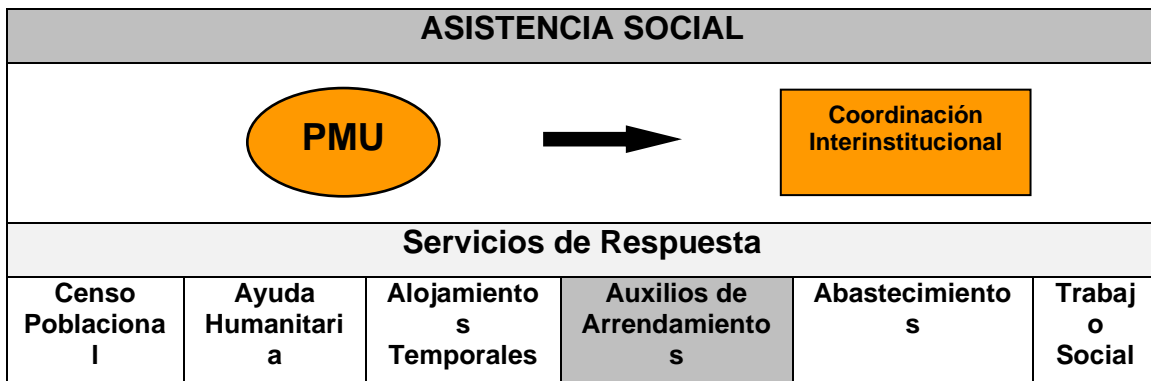 ASISTENCIA SOCIAL
PMU
Coordinación
Interinstitucional
Servicios de Respuesta
Censo
Poblaciona
l
Ayuda
Humanitari
a
Alojamiento
s
Temporales
Auxilios de
Arrendamiento
s
Abastecimiento
s
Trabaj
o
Social